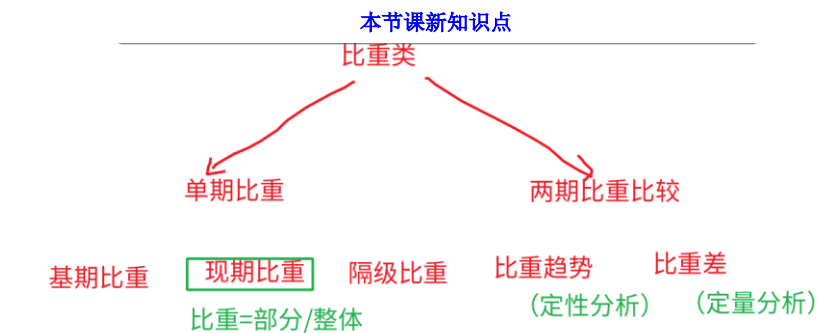 本节课新知识点
比重类
单期比重 两期比重比较
基期比重 现期比重 隔级比重 比重趋势 比重差
比重=部分/整体 （定性分析） （定量分析）